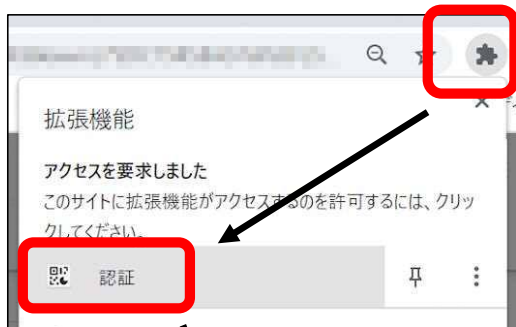 拡張機能
アクセスを要求しました
このサイトに拡張機能がアクセスするのを許可するには、クリッ
クしてください。
認証